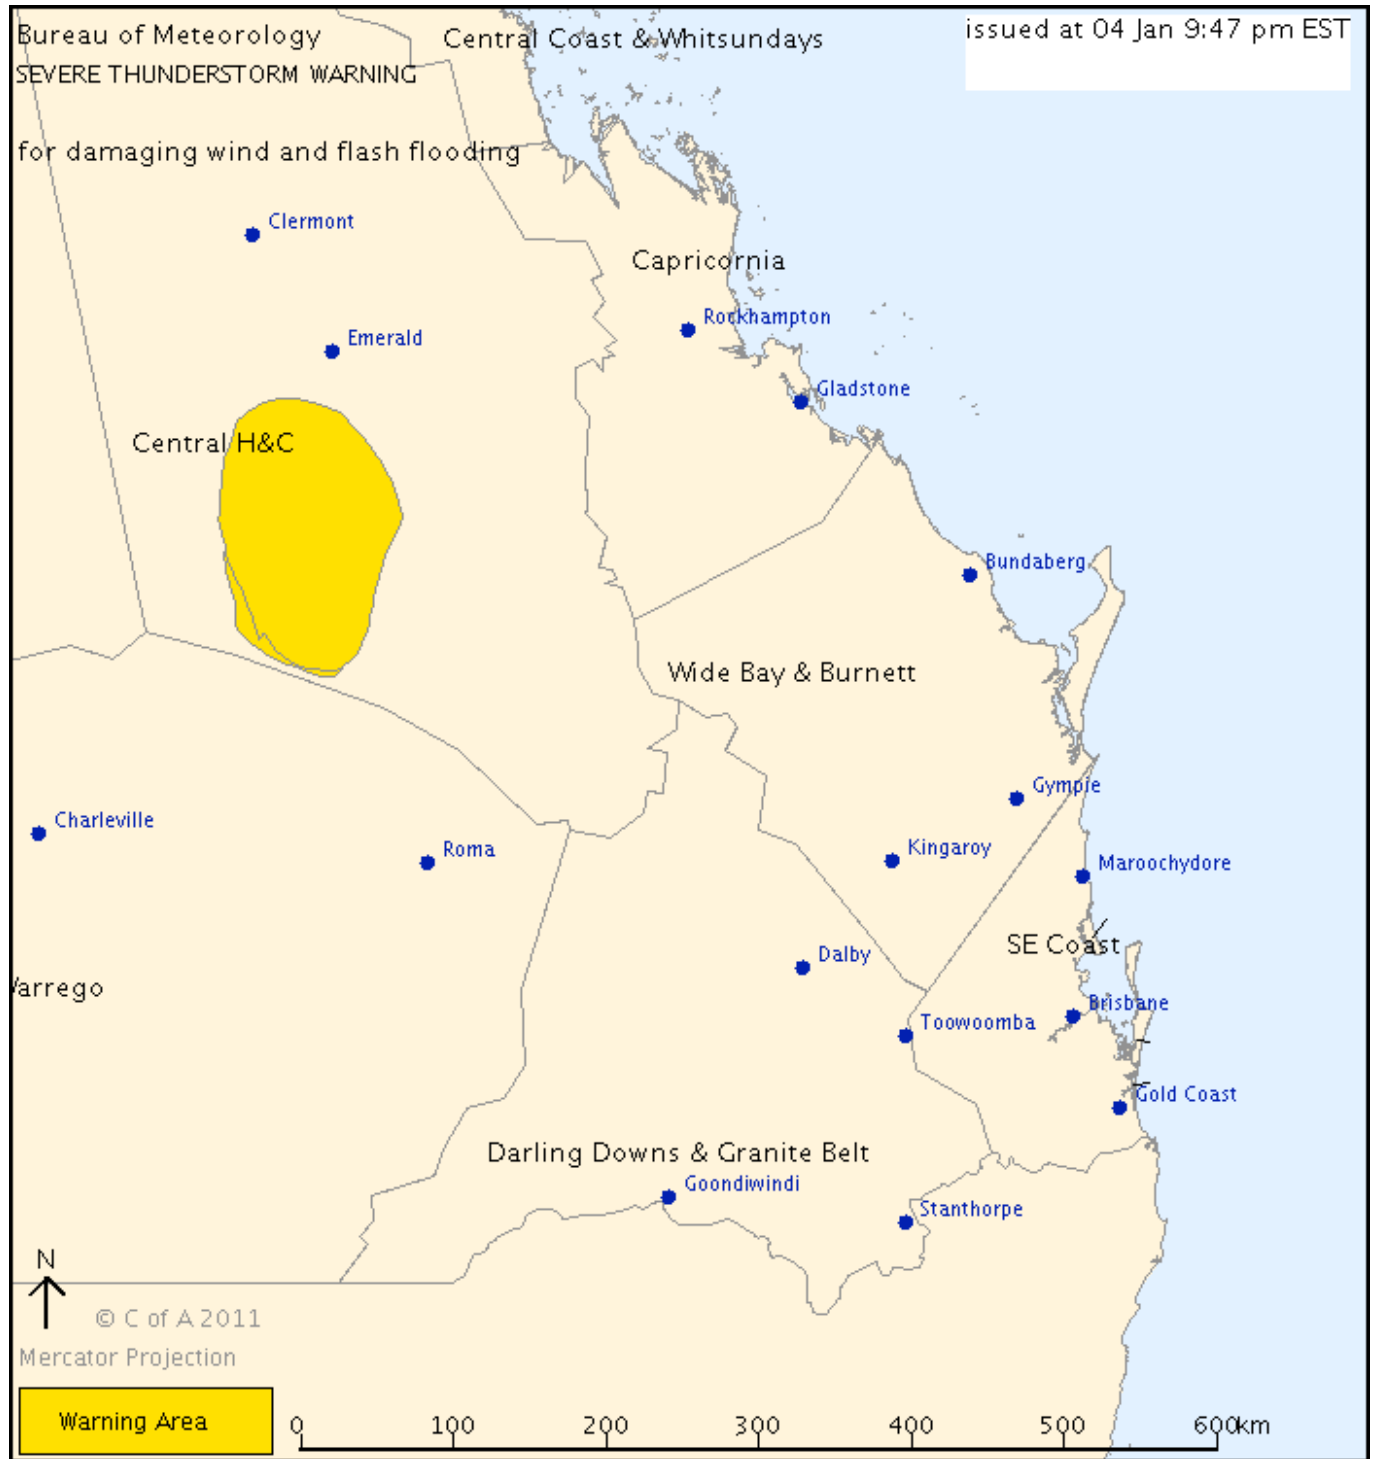 Bureau of Meteorology
SEVERE THUNDERSTORM WARNING
for damaging wind and flash flooding
Central Coast & Whitsundays
issued at 04 Jan 9:47 pm EST
Clermont
Capricornia
Rockhampton
Emerald
Gladstone
Central H&C
Bundaberg
Wide Bay & Burnett
Gympie
Charleville
Roma
Kingaroy
Maroochydore
SE Coast
Dalby
arrego
Brisbane
Toowoomba
Gold Coast
Darling Downs & Granite Belt
Goondiwindi
Stanthorpe
N
© C of A 2011
Mercator Projection
Warning Area
0 100 200 300 400 500 600km